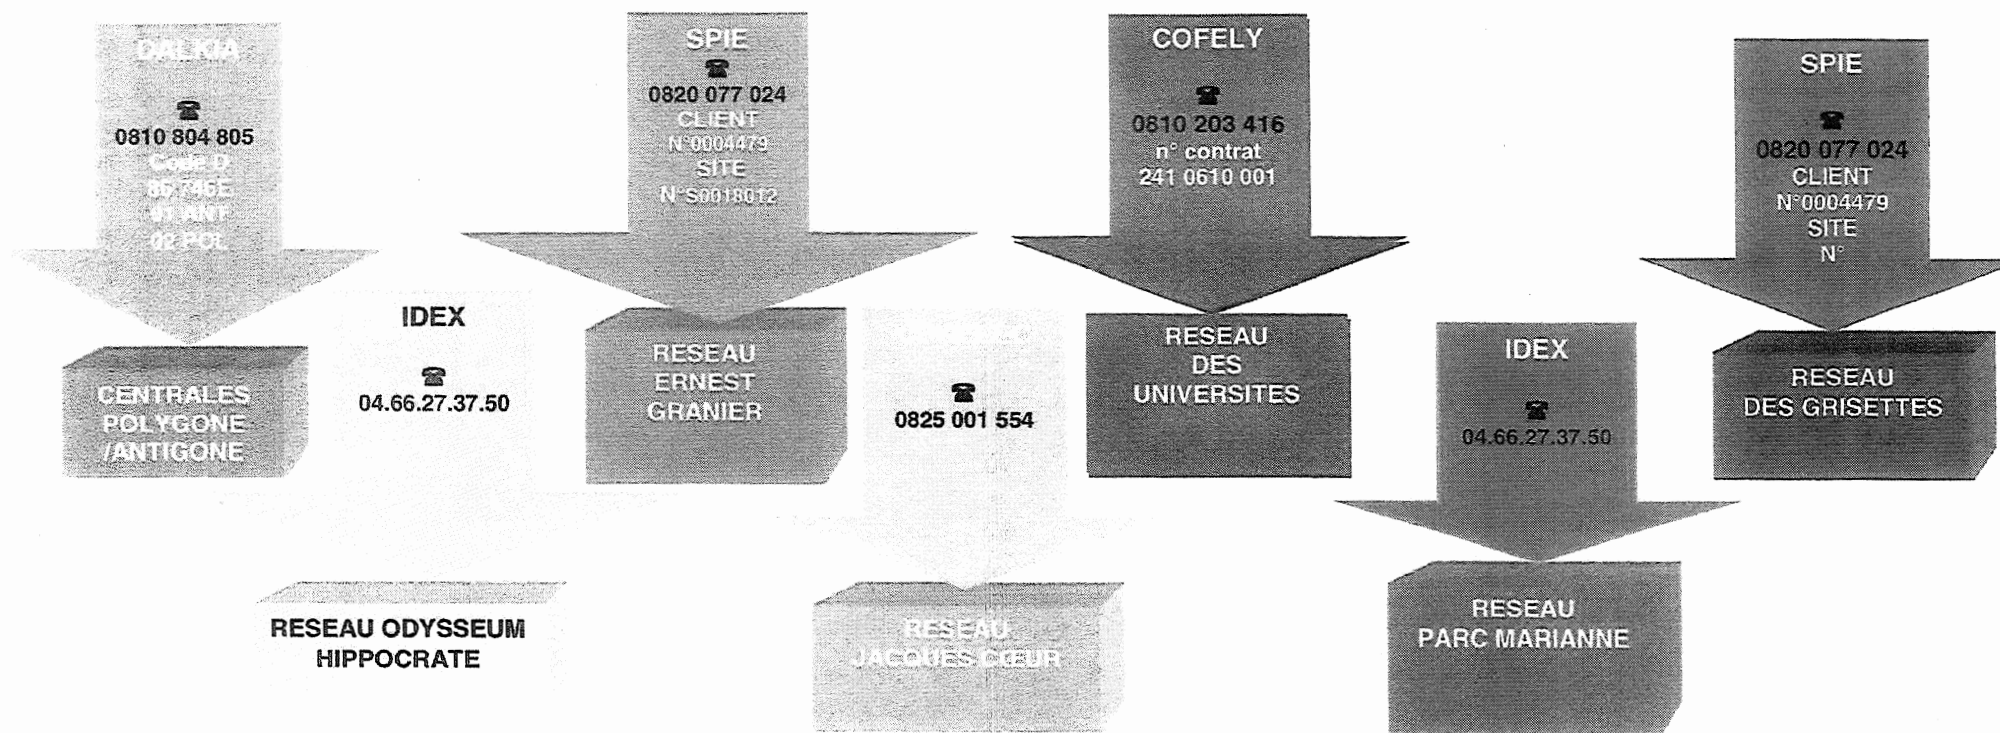 DALKIA
☎
0810 804 805
Code D
86 746E
01 ANT
02 POL
CENTRALES
POLYGONE
/ANTIGONE
IDEX
☎
04.66.27.37.50
RESEAU ODYSSEUM
HIPPOCRATE
SPIE
☎
0820 077 024
CLIENT
N°0004479
SITE
N°S0018012
RESEAU
ERNEST
GRANIER
☎
0825 001 554
RESEAU
JACQUES CŒUR
COFELY
☎
0810 203 416
n° contrat
241 0610 001
RESEAU
DES
UNIVERSITES
IDEX
☎
04.66.27.37.50
RESEAU
PARC MARIANNE
SPIE
☎
0820 077 024
CLIENT
N°0004479
SITE
N°
RESEAU
DES GRISETTES